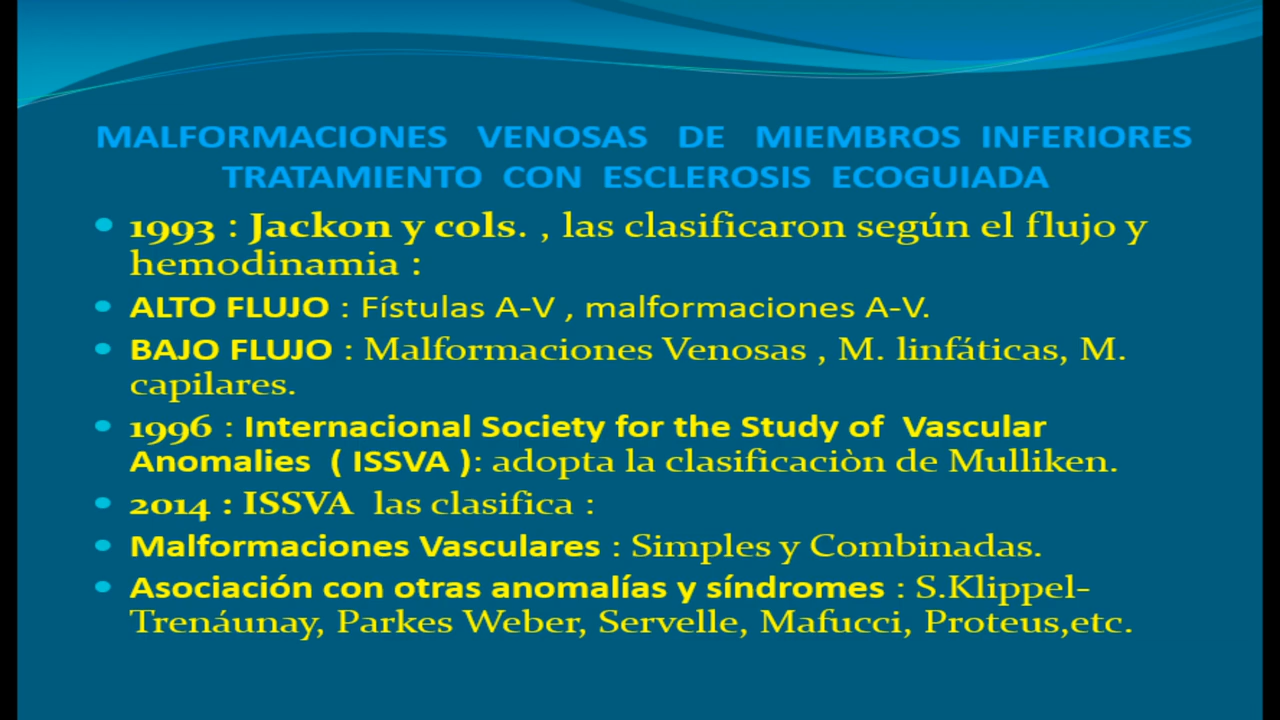 MALFORMACIONES VENOSAS DE MIEMBROS INFERIORES
TRATAMIENTO CON ESCLEROSIS ECOGUIADA
• 1993 : Jackon y cols. , las clasificaron según el flujo y
hemodinamia :
• ALTO FLUJO : Fístulas A-V , malformaciones A-V.
• BAJO FLUJO : Malformaciones Venosas , M. linfáticas, M.
capilares.
• 1996 : Internacional Society for the Study of Vascular
Anomalies ( ISSVA ): adopta la clasificaciòn de Mulliken.
• 2014 : ISSVA las clasifica :
• Malformaciones Vasculares : Simples y Combinadas.
• Asociación con otras anomalías y síndromes : S.Klippel-
Trenáunay, Parkes Weber, Servelle, Mafucci, Proteus,etc.